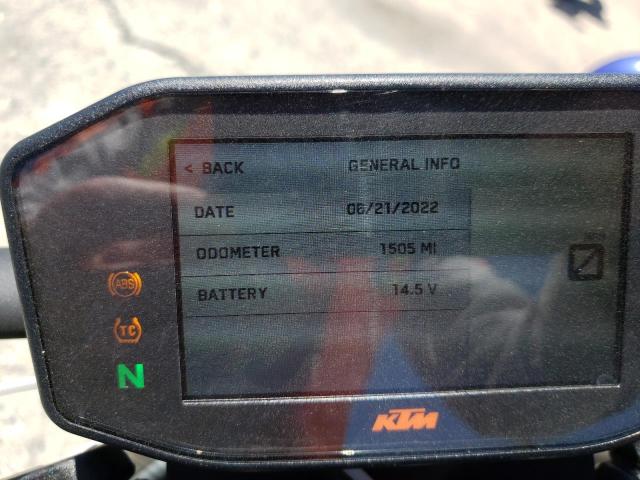 < BACK GENERAL INFO
DATE 06/21/2022
ODOMETER 1505 MI
BATTERY 14.5 V
ABS
TC
N
KTM